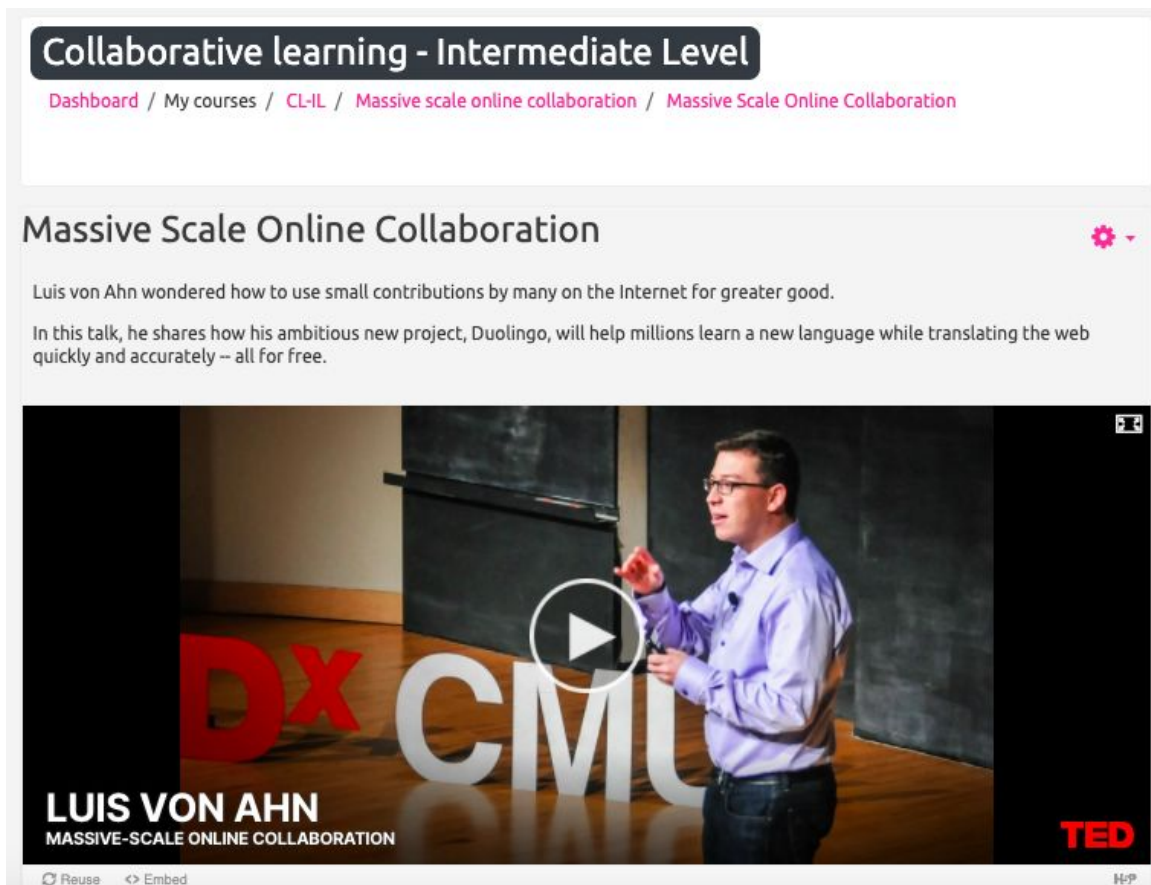 Collaborative learning - Intermediate Level
Dashboard / My courses / CL-IL / Massive scale online collaboration / Massive Scale Online Collaboration
Massive Scale Online Collaboration
Luis von Ahn wondered how to use small contributions by many on the Internet for greater good.
In this talk, he shares how his ambitious new project, Duolingo, will help millions learn a new language while translating the web
quickly and accurately -- all for free.
Dx CMU
LUIS VON AHN
MASSIVE-SCALE ONLINE COLLABORATION
TED
Reuse <> Embed
H5P